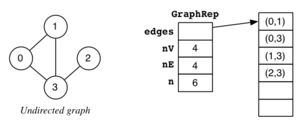 GraphRep
edges
nV 4
nE 4
n 6
(0,1)
(0,3)
(1,3)
(2,3)
1
0
2
3
Undirected graph